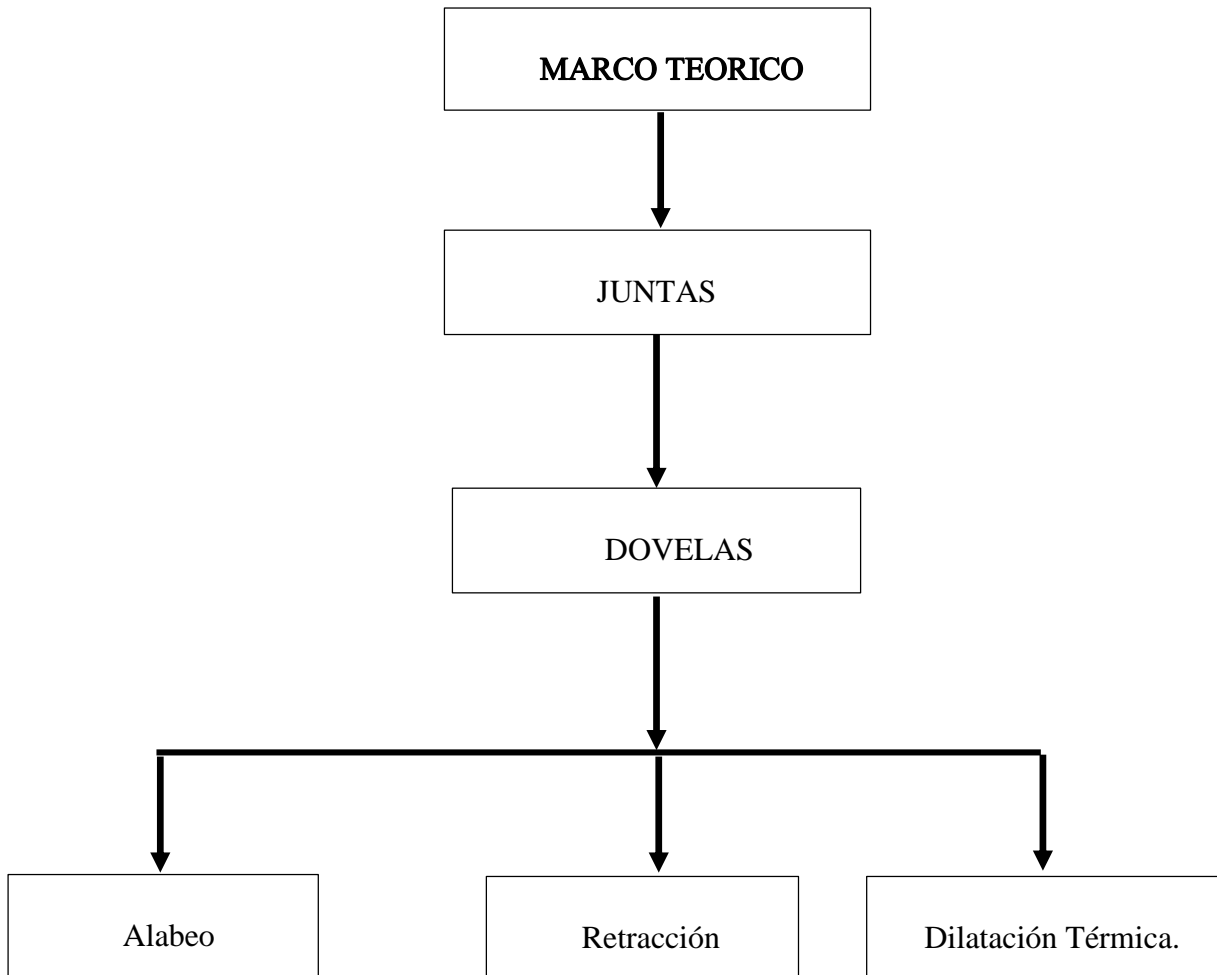 MARCO TEORICO
JUNTAS
DOVELAS
Alabeo
Retracción
Dilatación Térmica.